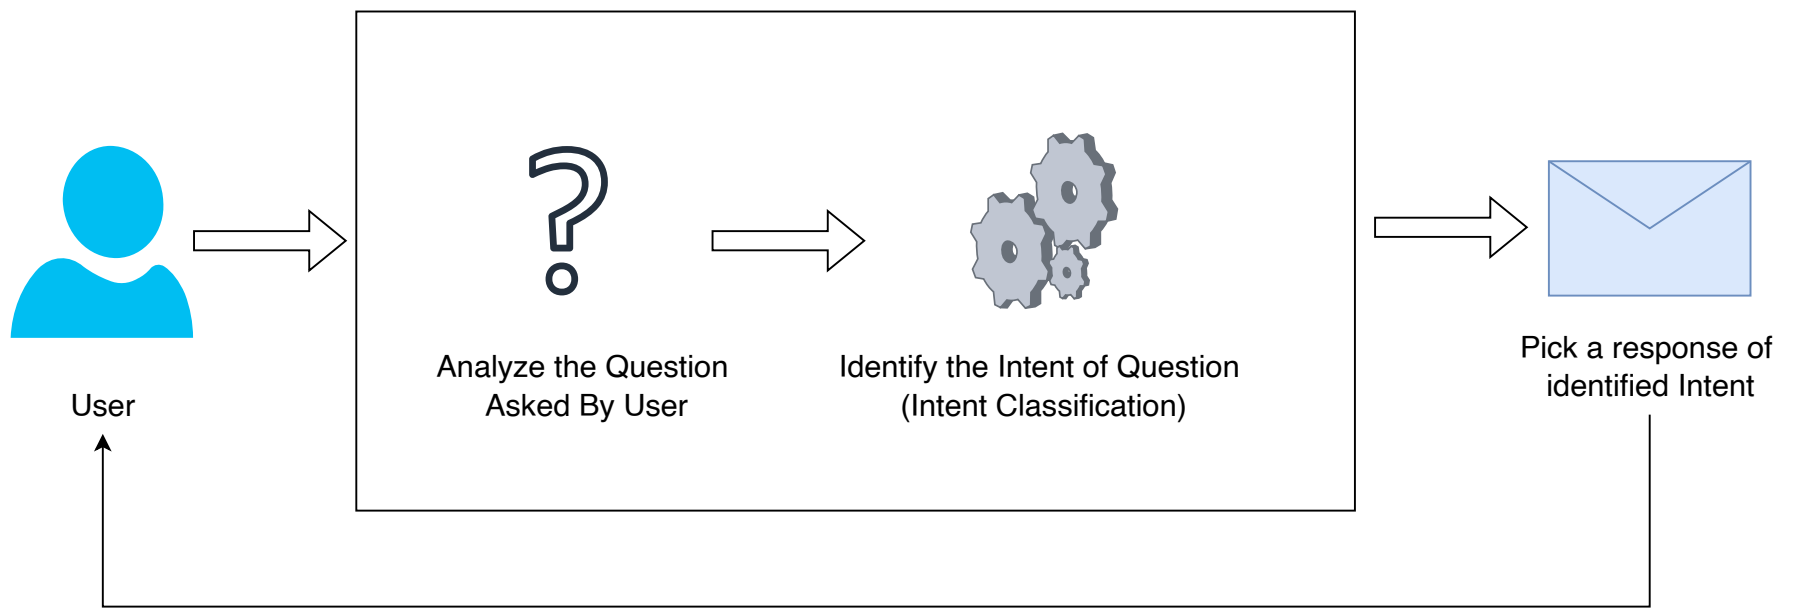 User
Analyze the Question
Asked By User
Identify the Intent of Question
(Intent Classification)
Pick a response of
identified Intent